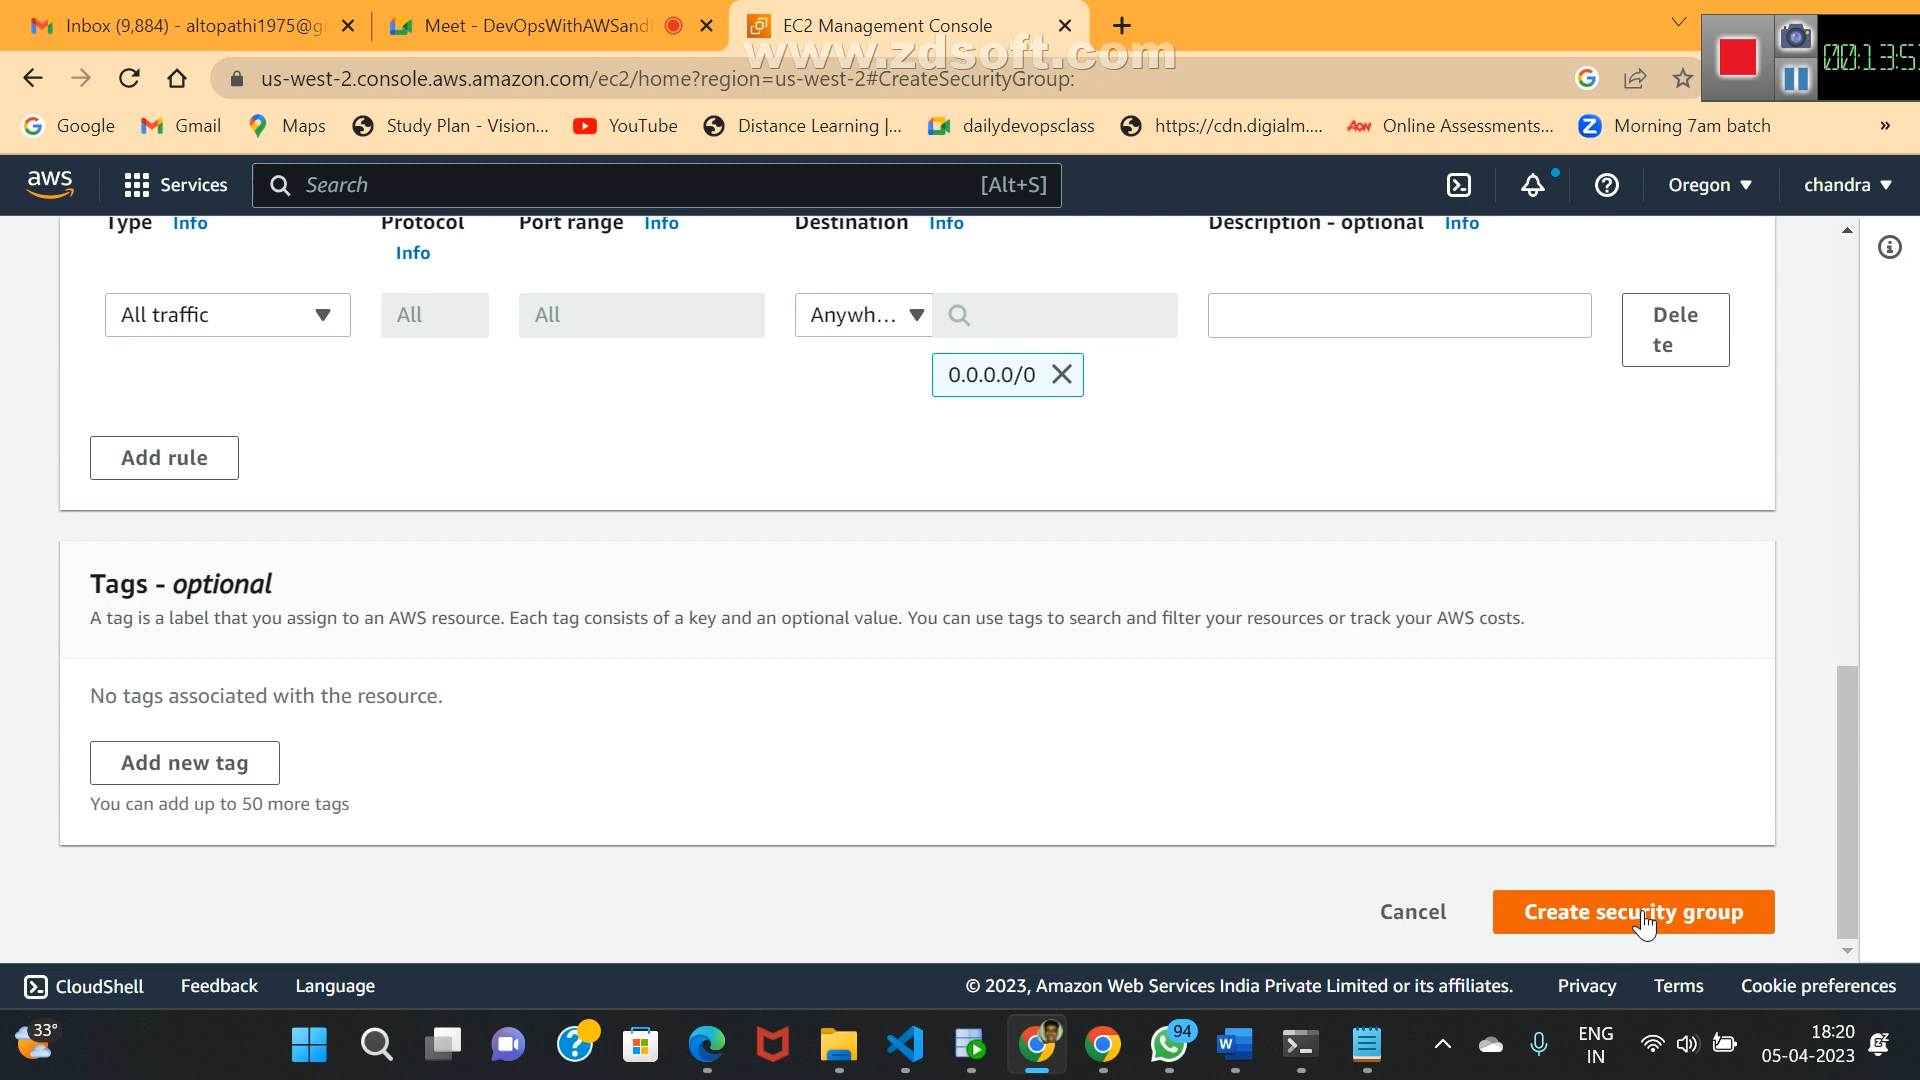 Inbox (9,884) - altopathi1975@g
Meet - DevOpsWithAWSand
EC2 Management Console
www.zdsoft.com
00:13:5
us-west-2.console.aws.amazon.com/ec2/home?region=us-west-2#CreateSecurityGroup:
Google
Gmail
Maps
Study Plan - Vision...
YouTube
Distance Learning |...
dailydevopsclass
https://cdn.digialm....
Online Assessments...
Morning 7am batch
»
aws
Services
Search
[Alt+S]
Oregon
chandra
Type Info
Protocol Info
Port range Info
Destination Info
Description - optional Info
All traffic
All
All
Anywh...
Dele
te
0.0.0.0/0
Add rule
Tags - optional
A tag is a label that you assign to an AWS resource. Each tag consists of a key and an optional value. You can use tags to search and filter your resources or track your AWS costs.
No tags associated with the resource.
Add new tag
You can add up to 50 more tags
Cancel
Create security group
CloudShell
Feedback
Language
© 2023, Amazon Web Services India Private Limited or its affiliates.
Privacy
Terms
Cookie preferences
33°
94
ENG
IN
18:20
05-04-2023